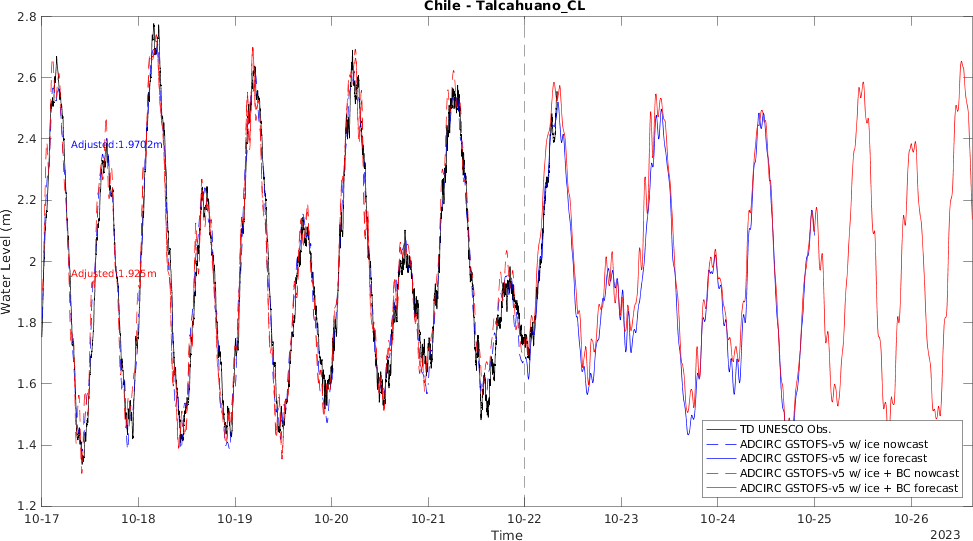 Chile - Talcahuano_CL
2.8
2.6
2.4
2.2
2
1.8
1.6
1.4
1.2
Water Level (m)
Adjusted:1.9702m
Adjusted:1.925m
TD UNESCO Obs.
ADCIRC GSTOFS-v5 w/ ice nowcast
ADCIRC GSTOFS-v5 w/ ice forecast
ADCIRC GSTOFS-v5 w/ ice + BC nowcast
ADCIRC GSTOFS-v5 w/ ice + BC forecast
10-17 10-18 10-19 10-20 10-21 10-22 10-23 10-24 10-25 10-26
Time
2023